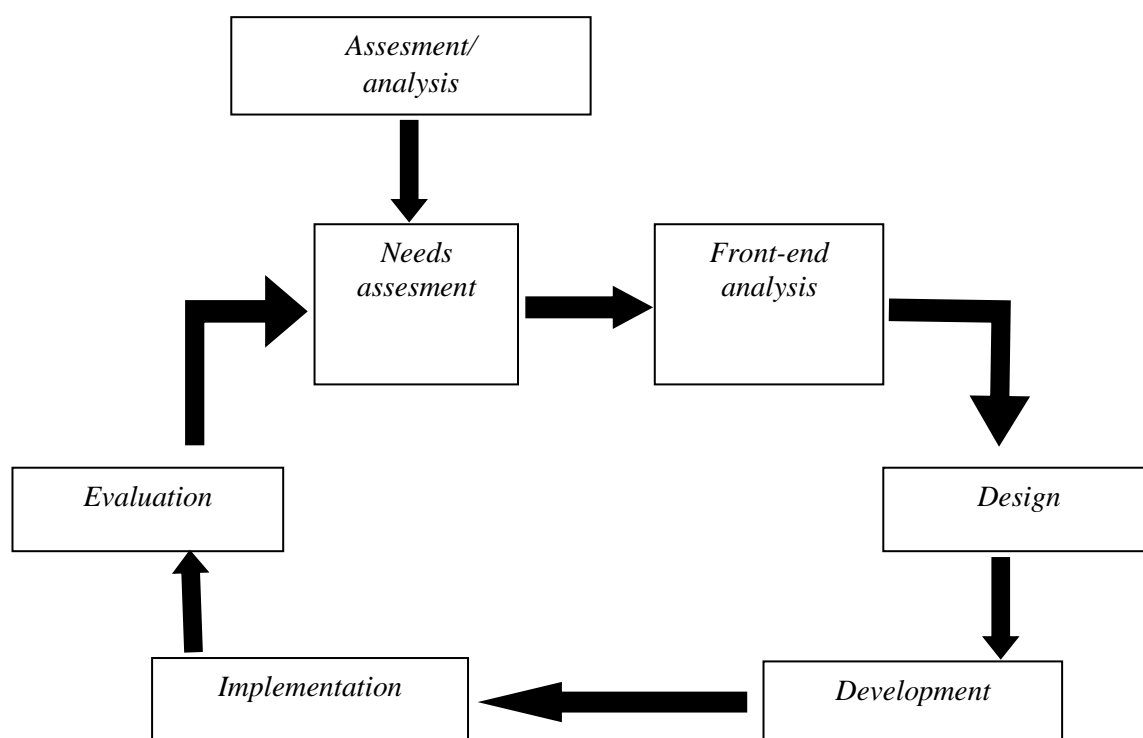 Assesment/
analysis
Needs
assesment
Front-end
analysis
Evaluation
Design
Implementation
Development